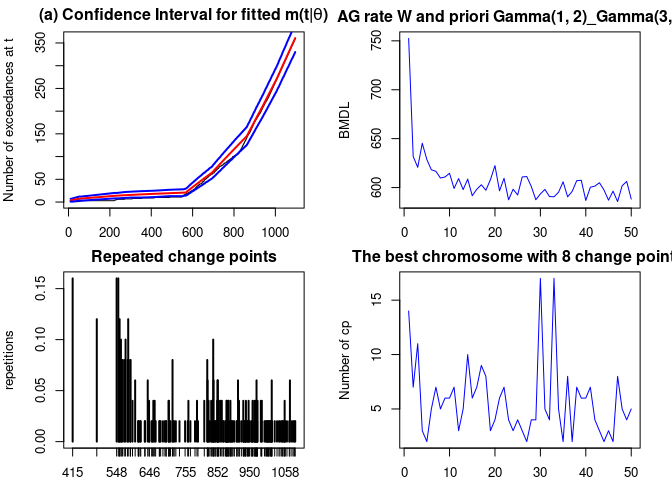 (a) Confidence Interval for fitted m(t|θ)
AG rate W and priori Gamma(1, 2)_Gamma(3,
Number of exceedances at t
0 50 150 250 350
0 200 400 600 800 1000
BMDL
600 650 700 750
0 10 20 30 40 50
Repeated change points
The best chromosome with 8 change point
repetitions
0.00 0.05 0.10 0.15
415 548 646 755 852 950 1058
Number of cp
5 10 15
0 10 20 30 40 50